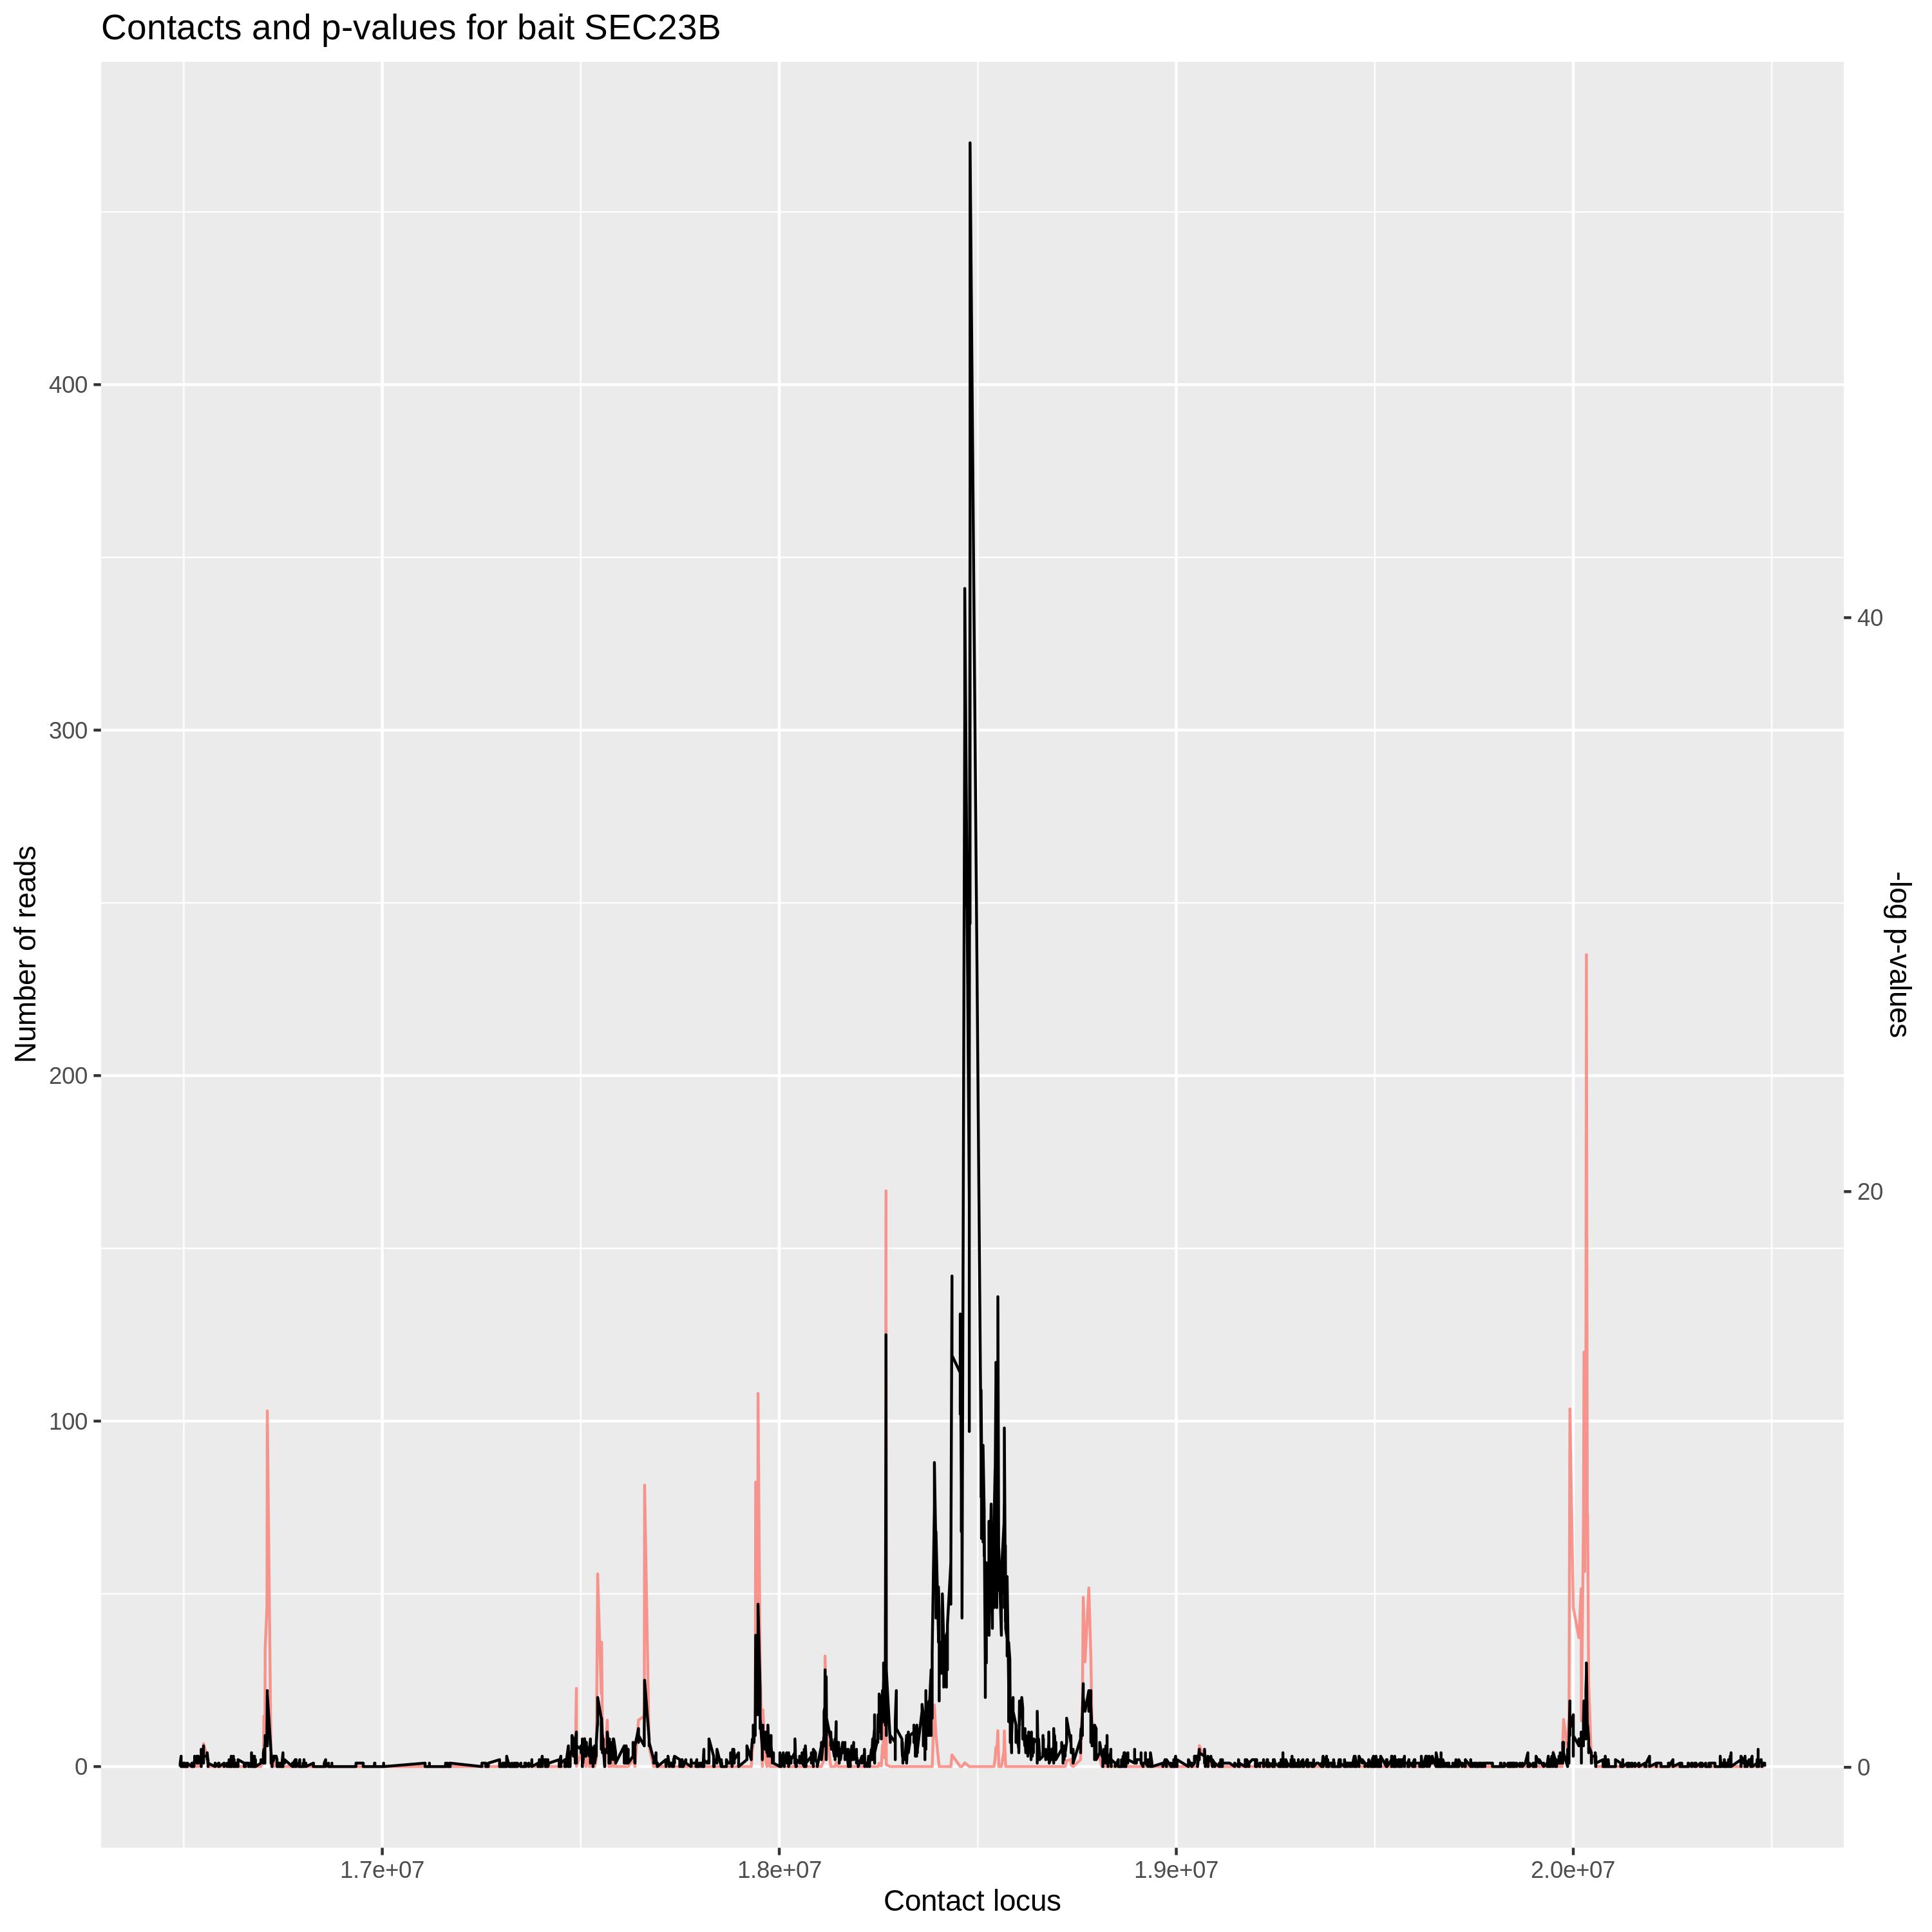 Contacts and p-values for bait SEC23B
400
300
200
100
0
Number of reads
40
20
0
-log p-values
1.7e+07
1.8e+07
1.9e+07
2.0e+07
Contact locus